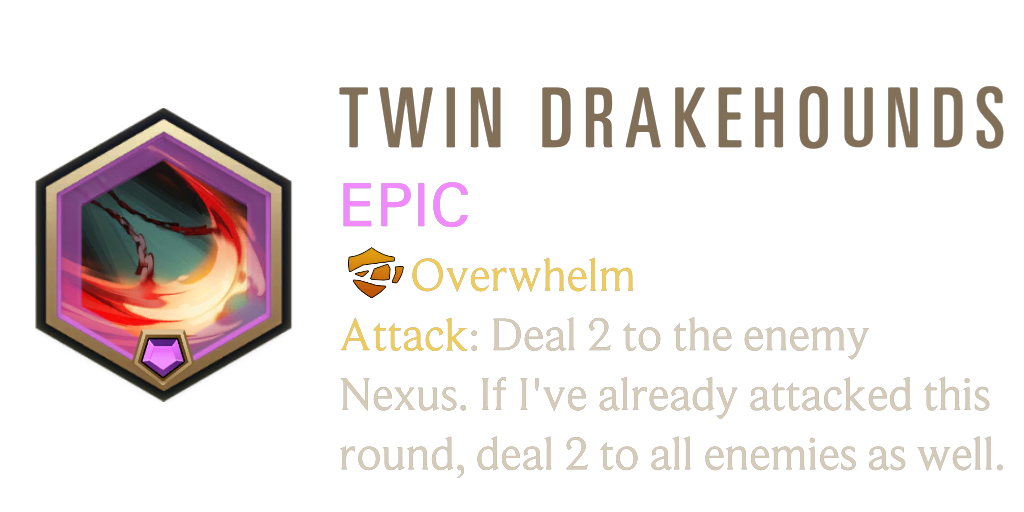 TWIN DRAKEHOUNDS
EPIC
Overwhelm
Attack: Deal 2 to the enemy
Nexus. If I've already attacked this
round, deal 2 to all enemies as well.